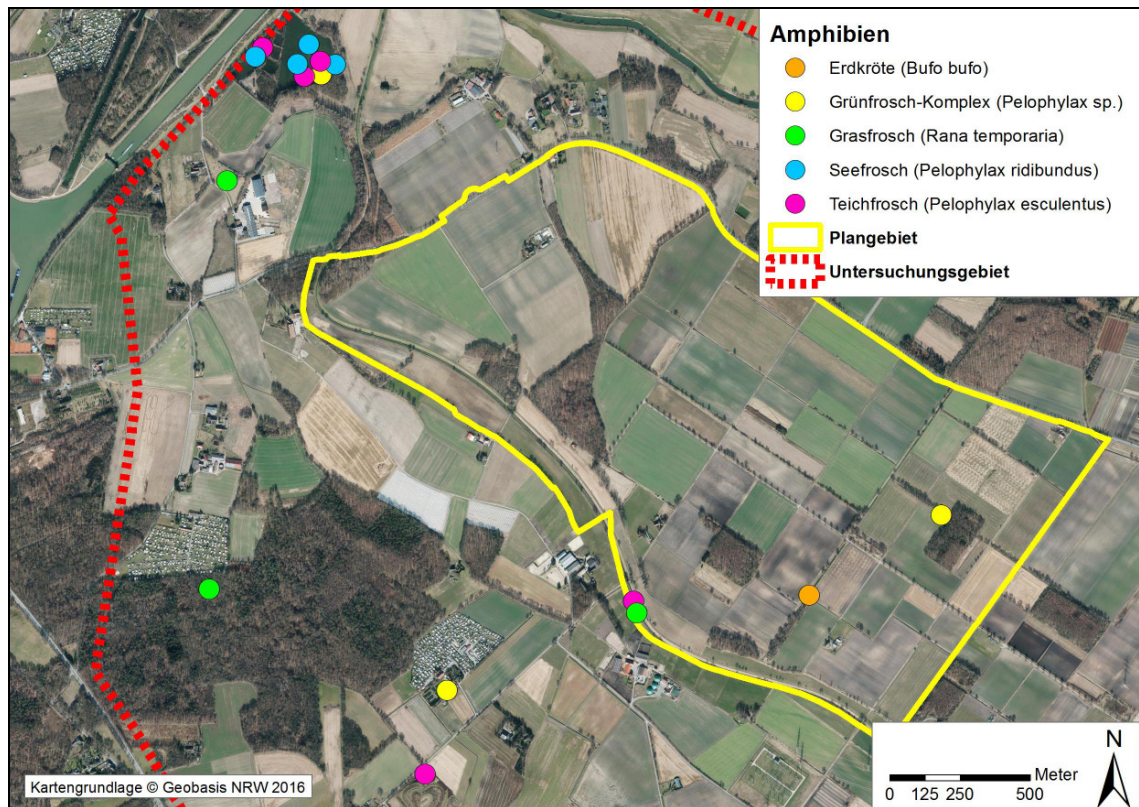 Amphibien
Erdkröte (Bufo bufo)
Grünfrosch-Komplex (Pelophylax sp.)
Grasfrosch (Rana temporaria)
Seefrosch (Pelophylax ridibundus)
Teichfrosch (Pelophylax esculentus)
Plangebiet
Untersuchungsgebiet
Kartengrundlage © Geobasis NRW 2016
Meter
0 125 250 500
N